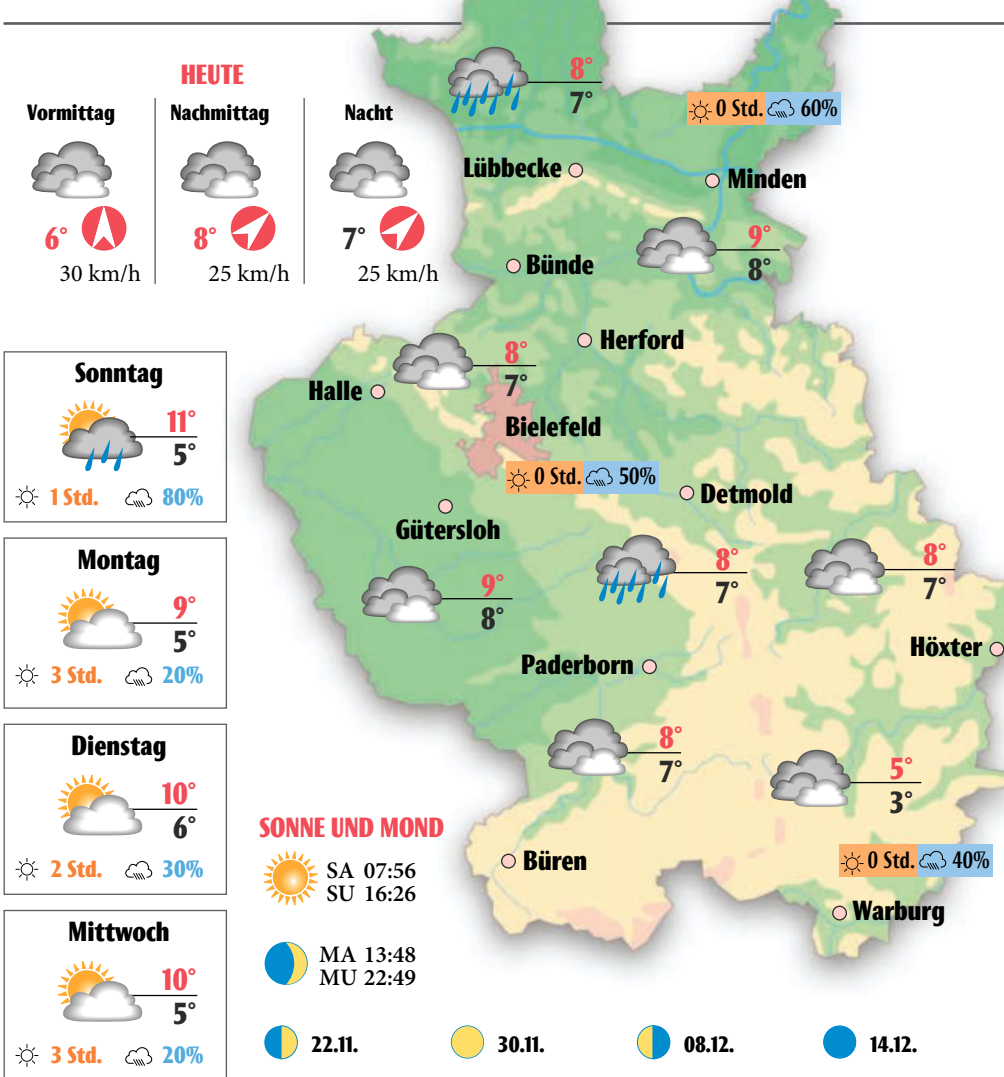 HEUTE
Vormittag
Nachmittag
Nacht
6°
8°
7°
30 km/h
25 km/h
25 km/h
8°
7°
0 Std. 60%
Lübbecke
Minden
9°
8°
Bünde
Herford
8°
7°
Halle
Bielefeld
0 Std. 50%
Detmold
Gütersloh
9°
8°
8°
7°
8°
7°
Höxter
Paderborn
8°
7°
5°
3°
0 Std. 40%
Büren
Warburg
Sonntag
11°
5°
1 Std. 80%
Montag
9°
5°
3 Std. 20%
Dienstag
10°
6°
2 Std. 30%
Mittwoch
10°
5°
3 Std. 20%
SONNE UND MOND
SA 07:56
SU 16:26
MA 13:48
MU 22:49
22.11. 30.11. 08.12. 14.12.